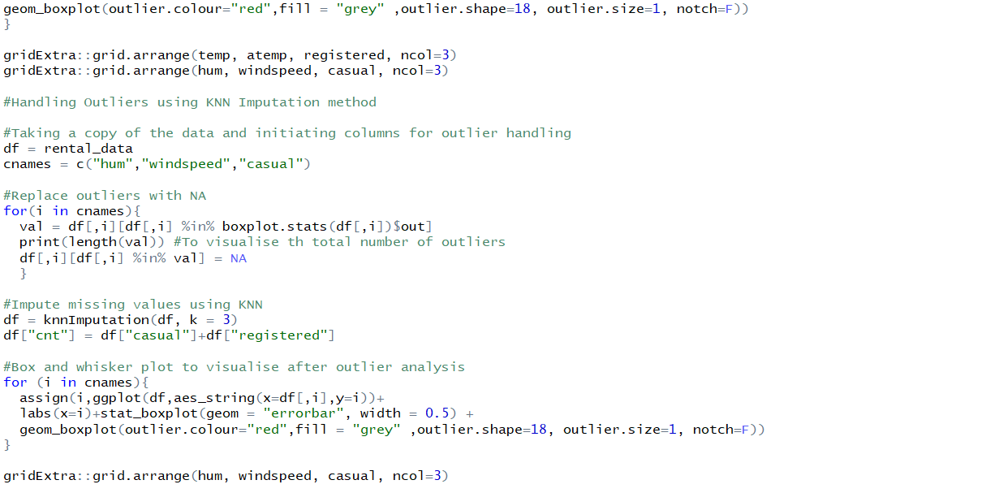 geom_boxplot(outlier.colour="red",fill = "grey" ,outlier.shape=18, outlier.size=1, notch=F))
}
gridExtra::grid.arrange(temp, atemp, registered, ncol=3)
gridExtra::grid.arrange(hum, windspeed, casual, ncol=3)
#Handling Outliers using KNN Imputation method
#Taking a copy of the data and initiating columns for outlier handling
df = rental_data
cnames = c("hum","windspeed","casual")
#Replace outliers with NA
for(i in cnames){
  val = df[,i][df[,i] %in% boxplot.stats(df[,i])$out]
  print(length(val)) #To visualise th total number of outliers
  df[,i][df[,i] %in% val] = NA
  }
#Impute missing values using KNN
df = knnImputation(df, k = 3)
df["cnt"] = df["casual"]+df["registered"]
#Box and whisker plot to visualise after outlier analysis
for (i in cnames){
  assign(i,ggplot(df,aes_string(x=df[,i],y=i))+
  labs(x=i)+stat_boxplot(geom = "errorbar", width = 0.5) +
  geom_boxplot(outlier.colour="red",fill = "grey" ,outlier.shape=18, outlier.size=1, notch=F))
}
gridExtra::grid.arrange(hum, windspeed, casual, ncol=3)